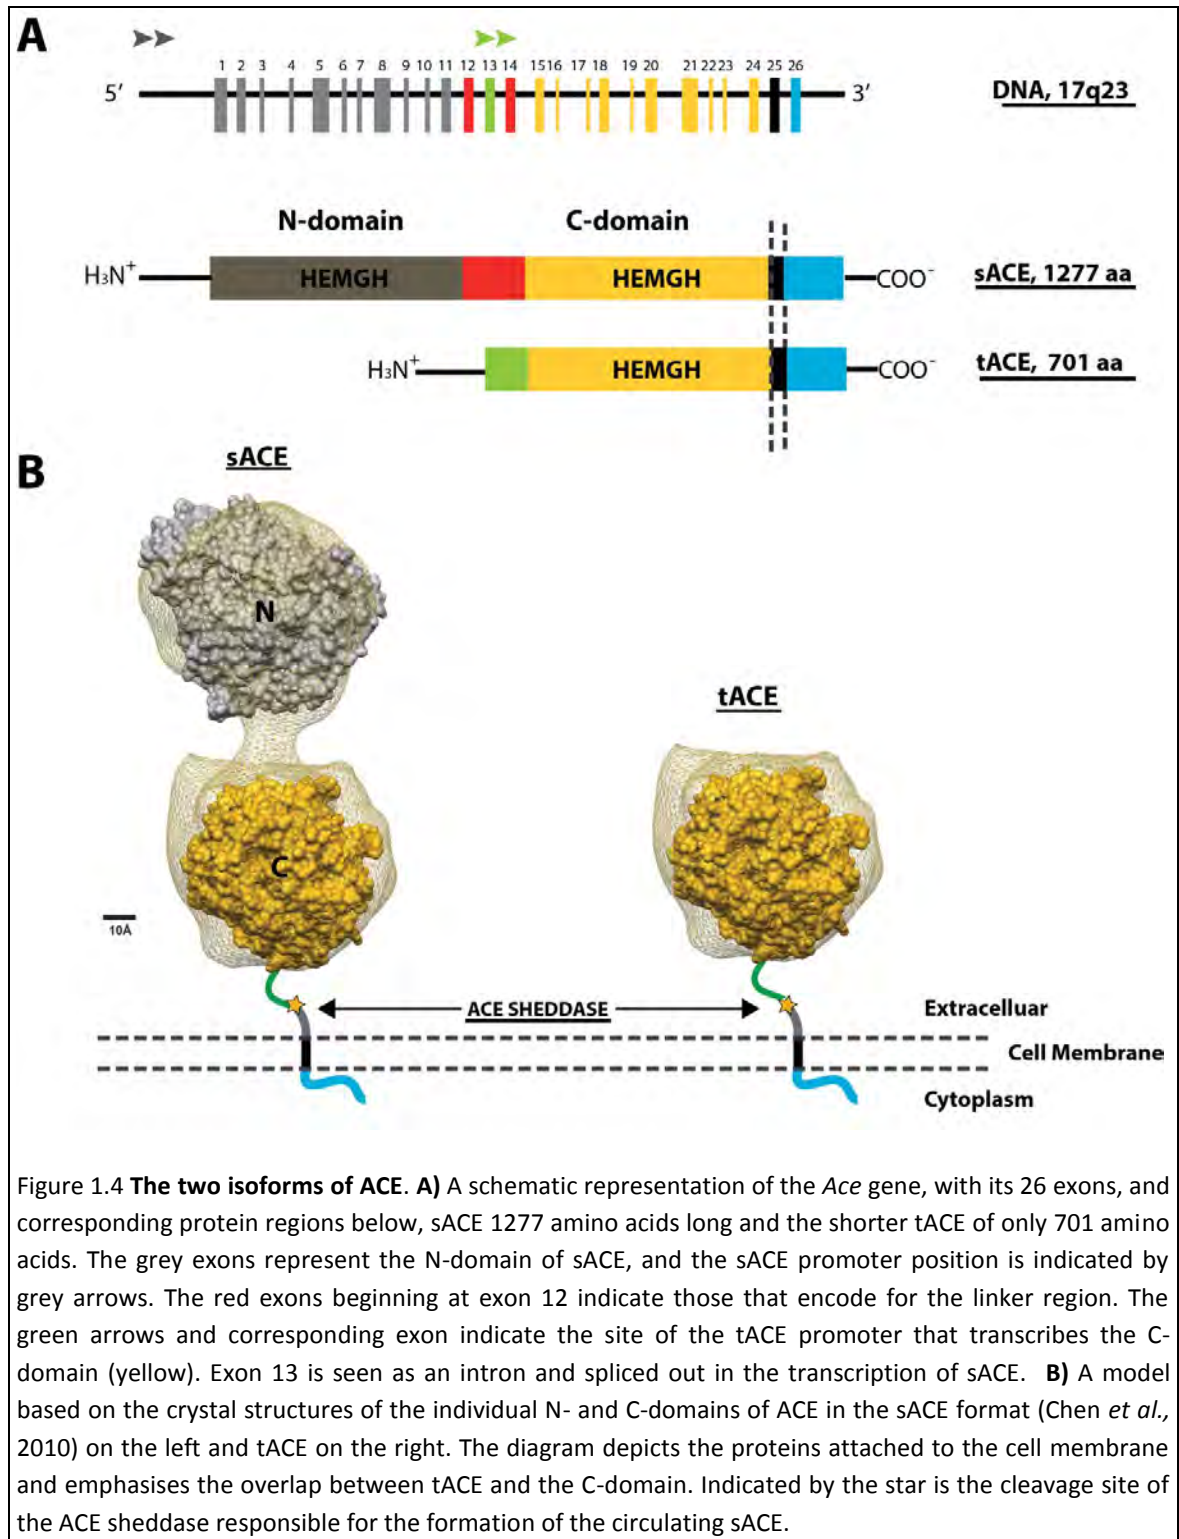 A
1 2 3 4 5 6 7 8 9 10 11 12 13 14 15 16 17 18 19 20 21 22 23 24 25 26
5′ 3′ DNA, 17q23
N-domain C-domain
H₃N⁺ HEMGH HEMGH COO⁻ sACE, 1277 aa
H₃N⁺ HEMGH COO⁻ tACE, 701 aa
B
sACE
N
tACE
C
10Å
ACE SHEDDASE
Extracelluar
Cell Membrane
Cytoplasm
Figure 1.4 The two isoforms of ACE. A) A schematic representation of the Ace gene, with its 26 exons, and
corresponding protein regions below, sACE 1277 amino acids long and the shorter tACE of only 701 amino
acids. The grey exons represent the N-domain of sACE, and the sACE promoter position is indicated by
grey arrows. The red exons beginning at exon 12 indicate those that encode for the linker region. The
green arrows and corresponding exon indicate the site of the tACE promoter that transcribes the C-
domain (yellow). Exon 13 is seen as an intron and spliced out in the transcription of sACE. B) A model
based on the crystal structures of the individual N- and C-domains of ACE in the sACE format (Chen et al.,
2010) on the left and tACE on the right. The diagram depicts the proteins attached to the cell membrane
and emphasises the overlap between tACE and the C-domain. Indicated by the star is the cleavage site of
the ACE sheddase responsible for the formation of the circulating sACE.